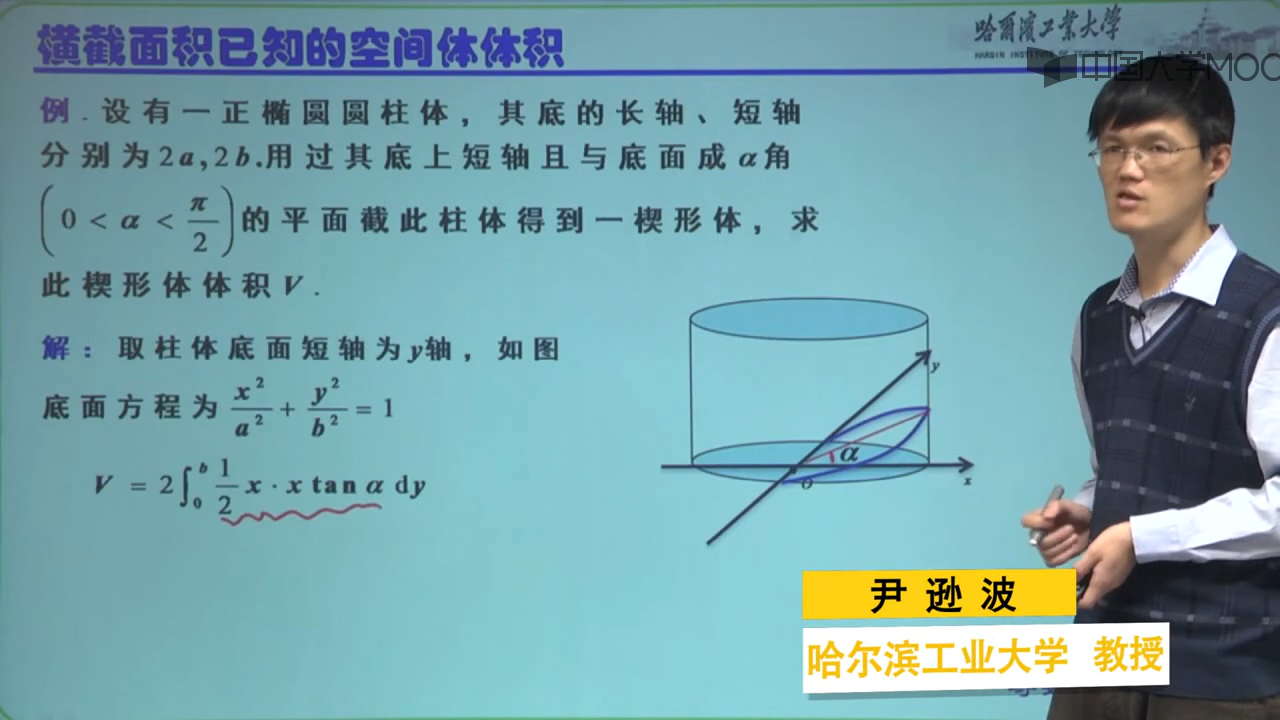 横截面积已知的空间体体积
哈尔滨工业大学
中国大学MOO
例.设有一正椭圆圆柱体，其底的长轴、短轴
分别为2a,2b.用过其底上短轴且与底面成α角
(0 < α < π/2)的平面截此柱体得到一楔形体，求
此楔形体体积V.
解：取柱体底面短轴为y轴，如图
底面方程为 x²/a² + y²/b² = 1
V = 2∫₀ᵇ 1/2 x · x tan α dy
y
α
o
x
尹逊波
哈尔滨工业大学 教授